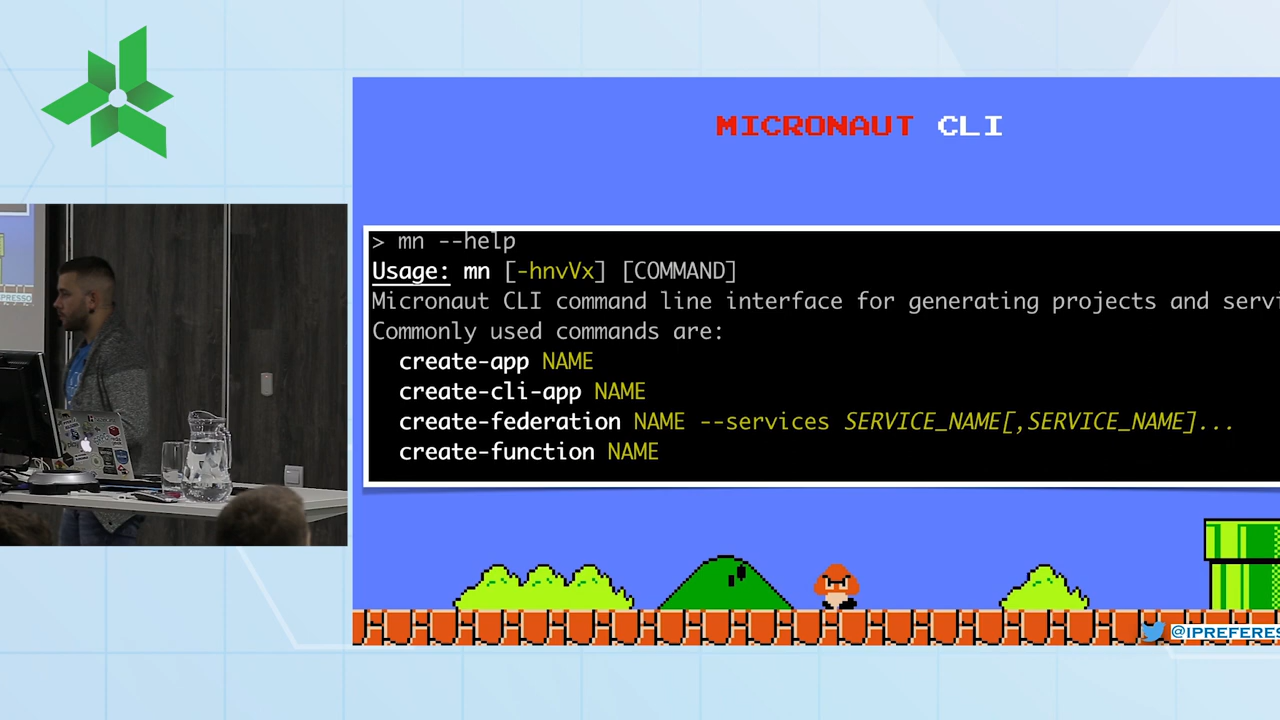 MICRONAUT CLI
> mn --help
Usage: mn [-hnvVx] [COMMAND]
Micronaut CLI command line interface for generating projects and servi
Commonly used commands are:
create-app NAME
create-cli-app NAME
create-federation NAME --services SERVICE_NAME[,SERVICE_NAME]...
create-function NAME
@IPREFERES
PRESSO